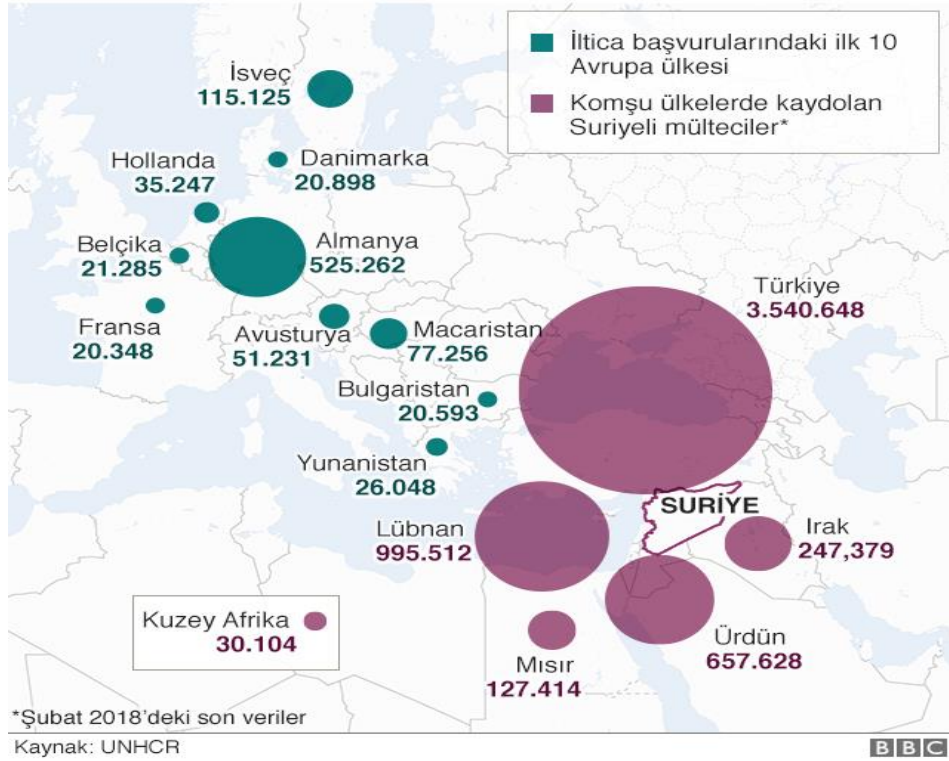 İltica başvurularındaki ilk 10
Avrupa ülkesi
Komşu ülkelerde kaydolan
Suriyeli mülteciler*
İsveç
115.125
Hollanda
35.247
Danimarka
20.898
Belçika
21.285
Almanya
525.262
Fransa
20.348
Avusturya
51.231
Macaristan
77.256
Türkiye
3.540.648
Bulgaristan
20.593
Yunanistan
26.048
SURİYE
Lübnan
995.512
Irak
247,379
Kuzey Afrika
30.104
Mısır
127.414
Ürdün
657.628
*Şubat 2018'deki son veriler
Kaynak: UNHCR
BBC